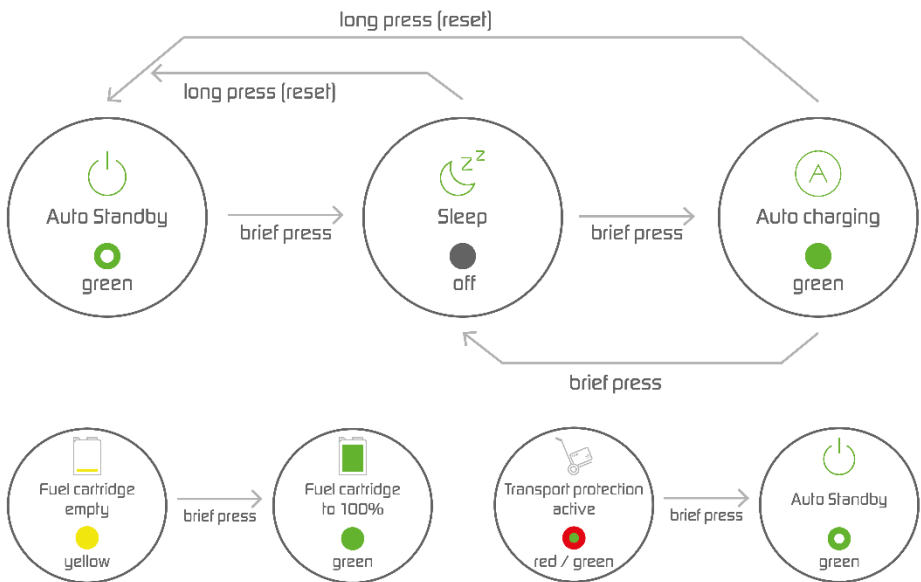 long press (reset)
long press (reset)
Auto Standby
green
brief press
z z
Sleep
off
brief press
A
Auto charging
green
brief press
Fuel cartridge
empty
yellow
brief press
Fuel cartridge
to 100%
green
Transport protection
active
red / green
brief press
Auto Standby
green